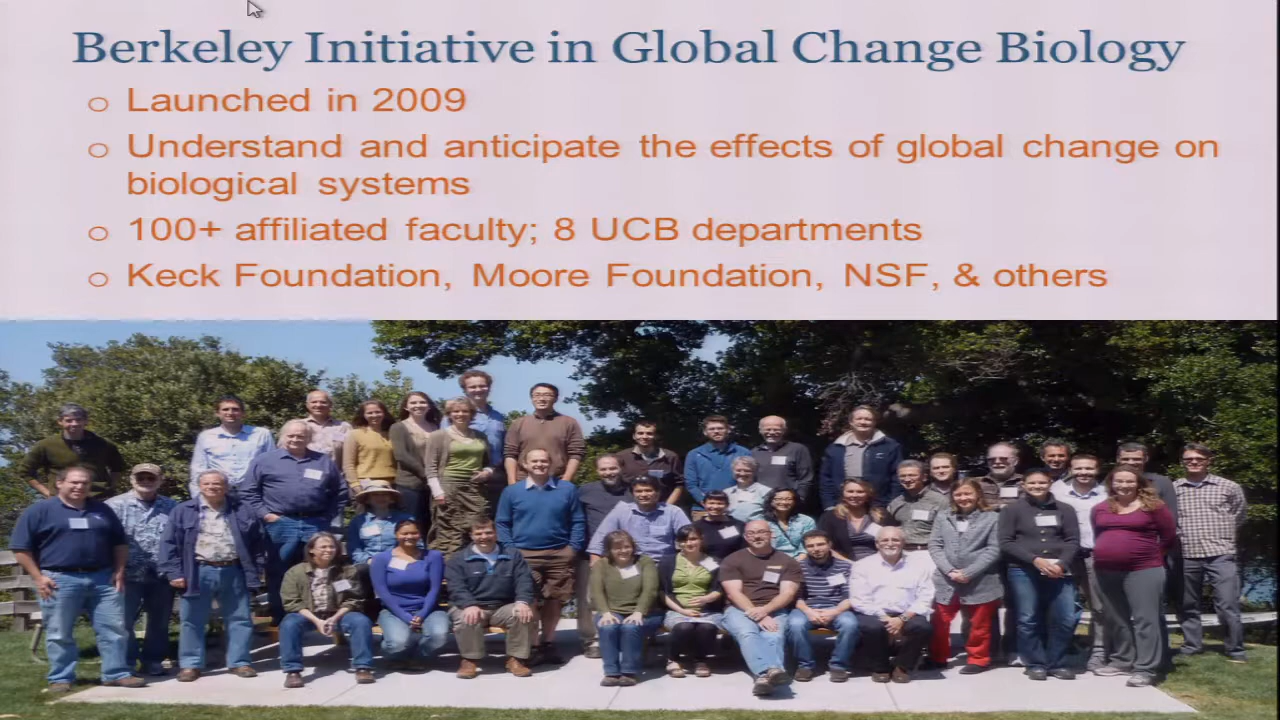 Berkeley Initiative in Global Change Biology
o Launched in 2009
o Understand and anticipate the effects of global change on
biological systems
o 100+ affiliated faculty; 8 UCB departments
o Keck Foundation, Moore Foundation, NSF, & others